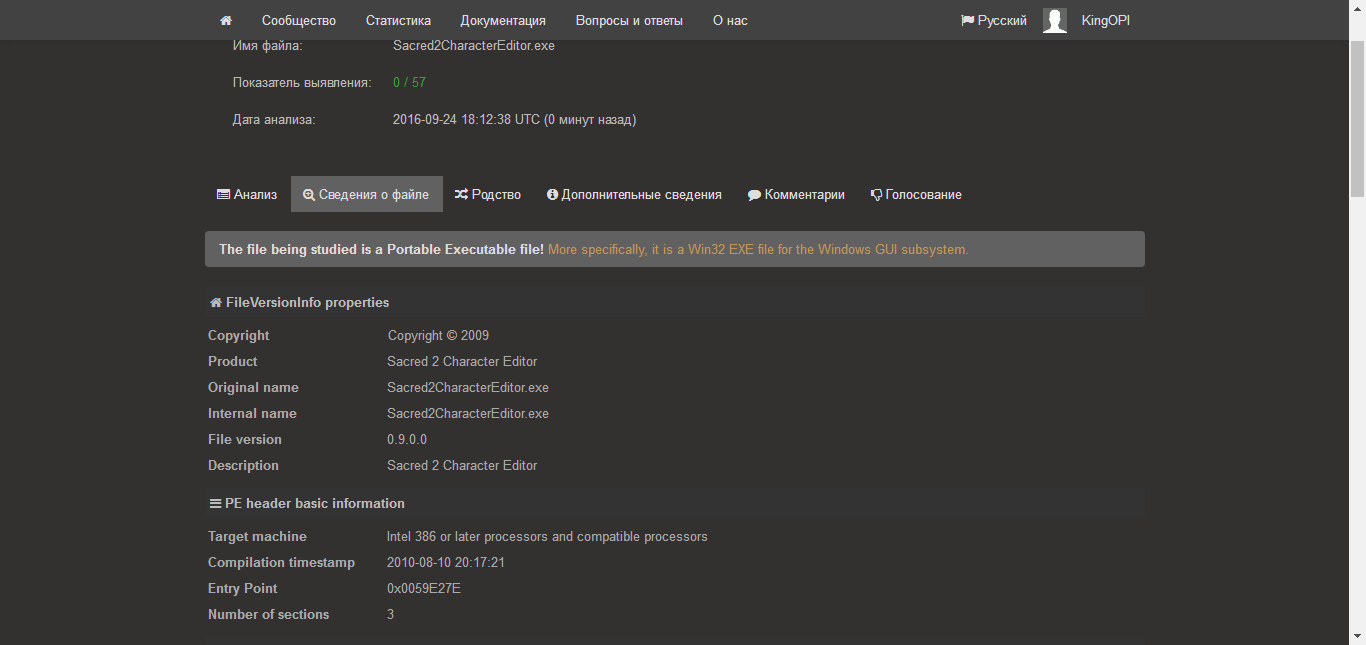 Сообщество Статистика Документация Вопросы и ответы О нас Русский KingOPI
Имя файла: Sacred2CharacterEditor.exe
Показатель выявления: 0 / 57
Дата анализа: 2016-09-24 18:12:38 UTC (0 минут назад)
Анализ Сведения о файле Родство Дополнительные сведения Комментарии Голосование
The file being studied is a Portable Executable file! More specifically, it is a Win32 EXE file for the Windows GUI subsystem.
FileVersionInfo properties
Copyright Copyright © 2009
Product Sacred 2 Character Editor
Original name Sacred2CharacterEditor.exe
Internal name Sacred2CharacterEditor.exe
File version 0.9.0.0
Description Sacred 2 Character Editor
PE header basic information
Target machine Intel 386 or later processors and compatible processors
Compilation timestamp 2010-08-10 20:17:21
Entry Point 0x0059E27E
Number of sections 3